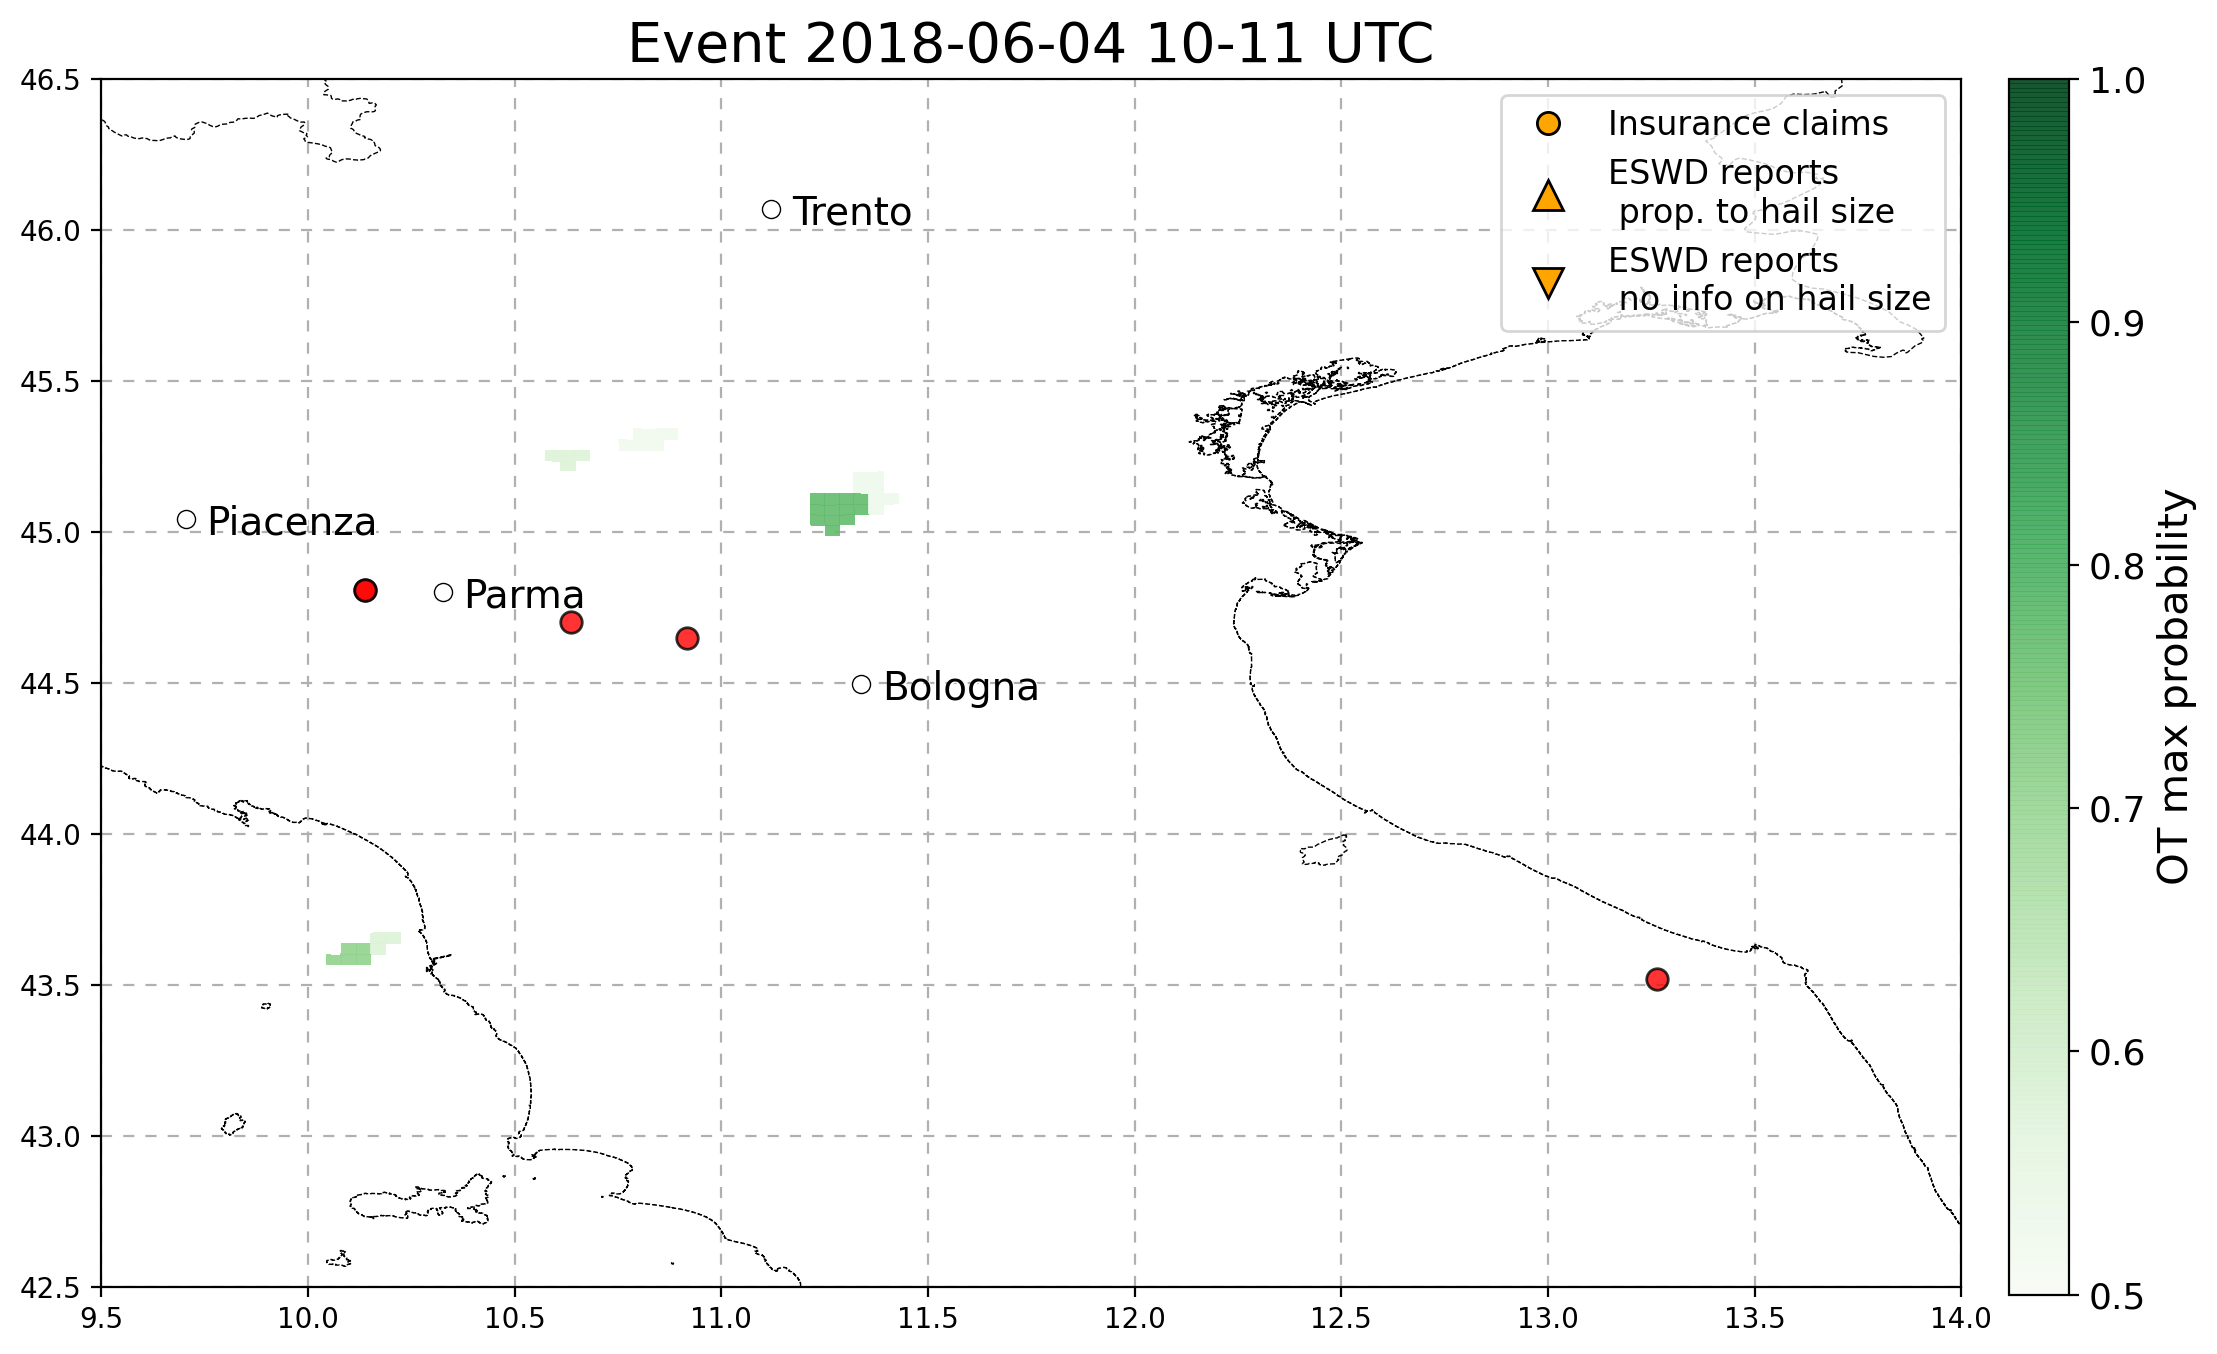 Event 2018-06-04 10-11 UTC
46.5
46.0
45.5
45.0
44.5
44.0
43.5
43.0
42.5
9.5
10.0
10.5
11.0
11.5
12.0
12.5
13.0
13.5
14.0
Insurance claims
ESWD reports
prop. to hail size
ESWD reports
no info on hail size
Trento
Piacenza
Parma
Bologna
1.0
0.9
0.8
0.7
0.6
0.5
OT max probability